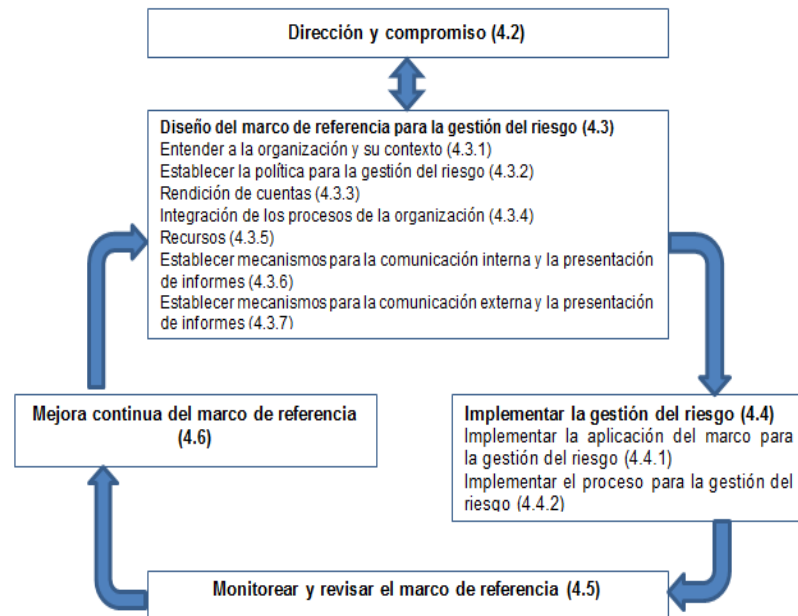 Dirección y compromiso (4.2)
Diseño del marco de referencia para la gestión del riesgo (4.3)
Entender a la organización y su contexto (4.3.1)
Establecer la política para la gestión del riesgo (4.3.2)
Rendición de cuentas (4.3.3)
Integración de los procesos de la organización (4.3.4)
Recursos (4.3.5)
Establecer mecanismos para la comunicación interna y la presentación
de informes (4.3.6)
Establecer mecanismos para la comunicación externa y la presentación
de informes (4.3.7)
Mejora continua del marco de referencia
(4.6)
Implementar la gestión del riesgo (4.4)
Implementar la aplicación del marco para
la gestión del riesgo (4.4.1)
Implementar el proceso para la gestión del
riesgo (4.4.2)
Monitorear y revisar el marco de referencia (4.5)